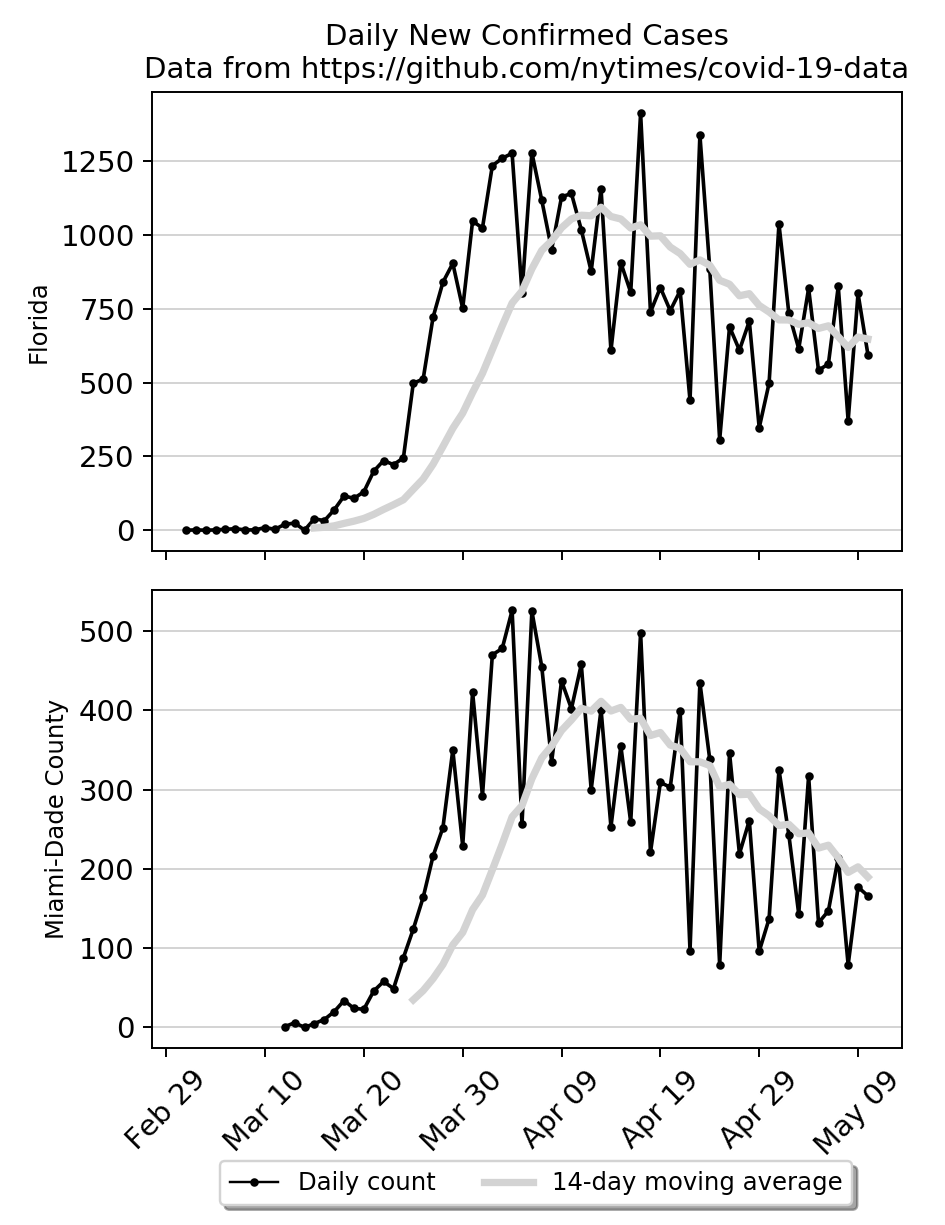 Daily New Confirmed Cases
Data from https://github.com/nytimes/covid-19-data
Florida
1250
1000
750
500
250
0
Miami-Dade County
500
400
300
200
100
0
Feb 29
Mar 10
Mar 20
Mar 30
Apr 09
Apr 19
Apr 29
May 09
Daily count
14-day moving average